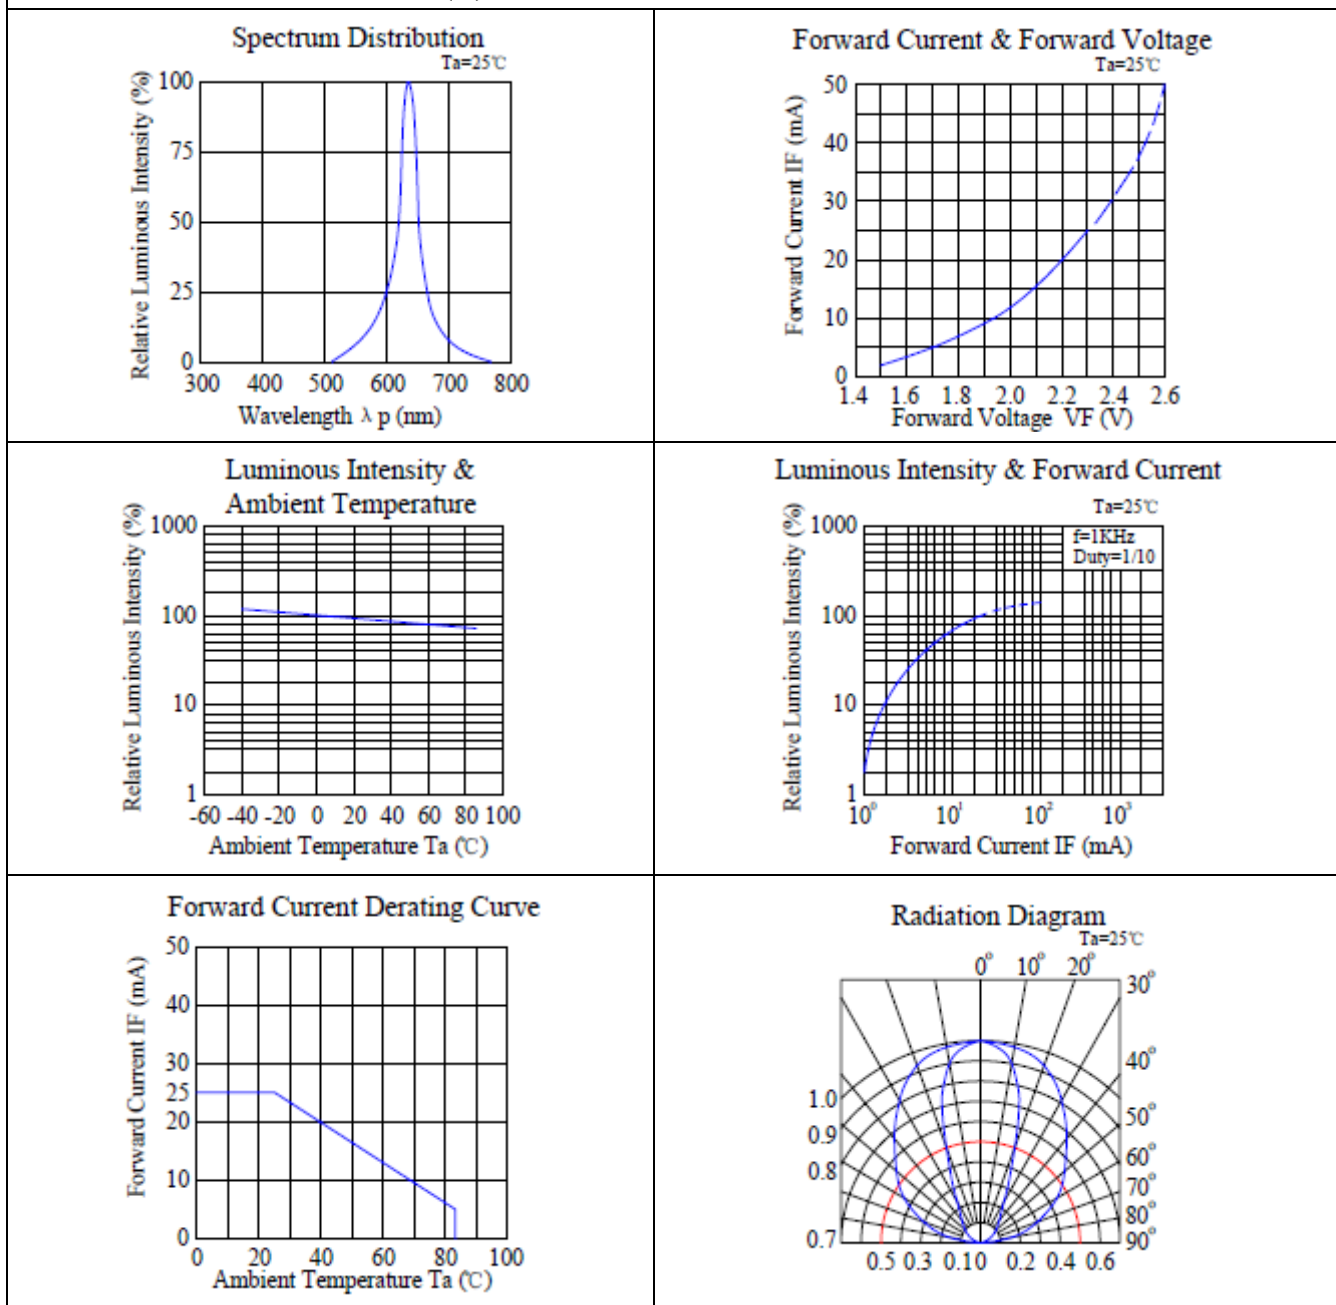 Spectrum Distribution
Ta=25℃
Relative Luminous Intensity (%)
100
75
50
25
0
300 400 500 600 700 800
Wavelength λ p (nm)
Forward Current & Forward Voltage
Ta=25℃
Forward Current IF (mA)
50
40
30
20
10
0
1.4 1.6 1.8 2.0 2.2 2.4 2.6
Forward Voltage VF (V)
Luminous Intensity &
Ambient Temperature
Relative Luminous Intensity (%)
1000
100
10
1
-60 -40 -20 0 20 40 60 80 100
Ambient Temperature Ta (℃)
Luminous Intensity & Forward Current
Ta=25℃
f=1KHz
Duty=1/10
Relative Luminous Intensity (%)
1000
100
10
1
10⁰ 10¹ 10² 10³
Forward Current IF (mA)
Forward Current Derating Curve
Forward Current IF (mA)
50
40
30
25
20
10
0
0 20 40 60 80 100
Ambient Temperature Ta (℃)
Radiation Diagram
Ta=25℃
0° 10° 20°
30°
40°
50°
60°
70°
80°
90°
1.0
0.9
0.8
0.7
0.5 0.3 0.10 0.2 0.4 0.6